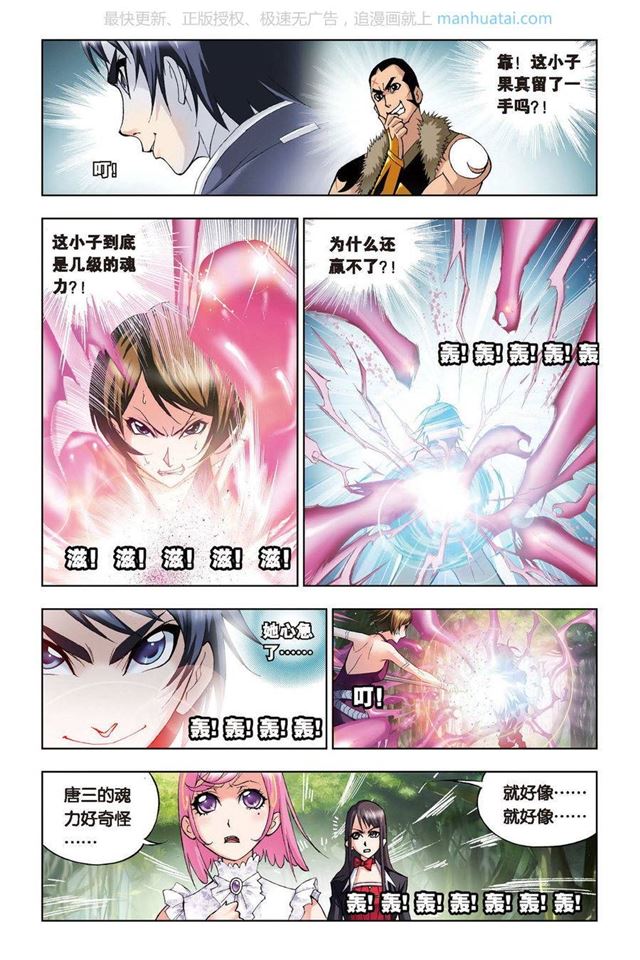 最快更新、正版授权、极速无广告，追漫画就上 manhuatai.com
靠！这小子
果真留了一
手吗?!
叮!
这小子到底
是几级的魂
力?!
为什么还
赢不了?!
轰! 轰! 轰! 轰! 轰
滋! 滋! 滋! 滋! 滋!
她心急
了……
轰! 轰! 轰! 轰!
叮!
唐三的魂
力好奇怪
……
就好像……
就好像……
轰! 轰! 轰! 轰! 轰! 轰! 轰!